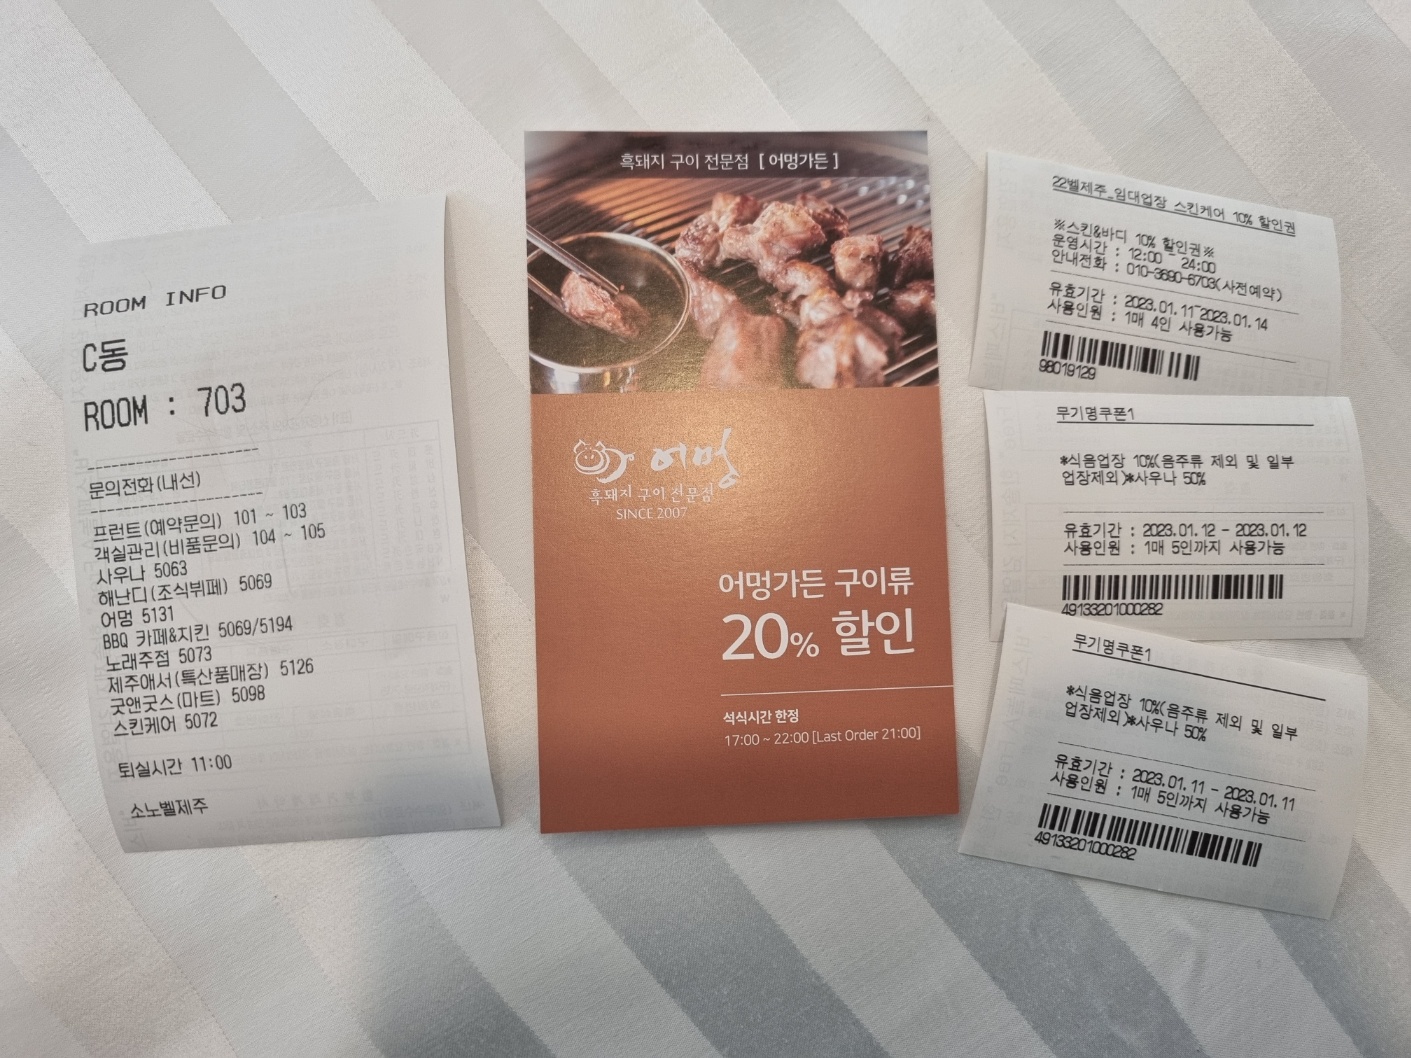 ROOM INFO
C동
ROOM : 703
문의전화(내선)
프런트(예약문의) 101 ~ 103
객실관리(비품문의) 104 ~ 105
사우나 5063
해난디(조식뷔페) 5069
어멍 5131
BBQ 카페&치킨 5069/5194
노래주점 5073
제주애서(특산품매장) 5126
굿앤굿스(마트) 5098
스킨케어 5072
퇴실시간 11:00
소노벨제주
흑돼지 구이 전문점 [ 어멍가든 ]
어멍
흑돼지 구이 전문점
SINCE 2007
어멍가든 구이류
20% 할인
석식시간 한정
17:00 ~ 22:00 [Last Order 21:00]
22벨제주_임대업장 스킨케어 10% 할인권
※스킨&바디 10% 할인권※
운영시간 : 12:00 ~ 24:00
안내전화 : 010-3690-6703(사전예약)
유효기간 : 2023.01.11~2023.01.14
사용인원 : 1매 4인 사용가능
98019129
무기명쿠폰1
*식음업장 10%(음주류 제외 및 일부
업장제외)*사우나 50%
유효기간 : 2023.01.12 - 2023.01.12
사용인원 : 1매 5인까지 사용가능
49133201000282
무기명쿠폰1
*식음업장 10%(음주류 제외 및 일부
업장제외)*사우나 50%
유효기간 : 2023.01.11 - 2023.01.11
사용인원 : 1매 5인까지 사용가능
49133201000282